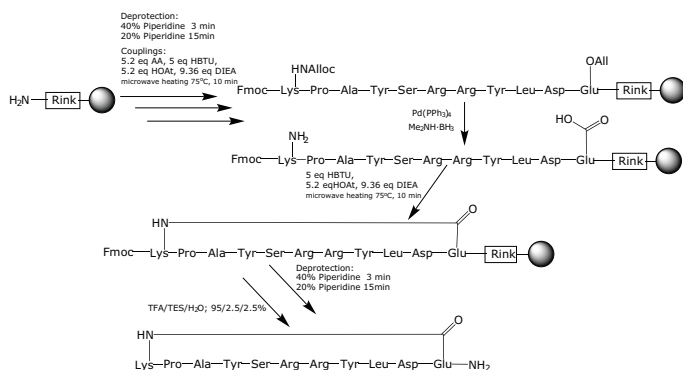 Deprotection:
40% Piperidine 3 min
20% Piperidine 15min
Couplings:
5.2 eq AA, 5 eq HBTU,
5.2 eq HOAt, 9.36 eq DIEA
microwave heating 75ºC, 10 min
H₂N Rink
HNAlloc
OAll
Fmoc—Lys—Pro—Ala—Tyr—Ser—Arg—Arg—Tyr—Leu—Asp—Glu—Rink
Pd(PPh₃)₄
Me₂NH·BH₃
NH₂
HO O
Fmoc—Lys—Pro—Ala—Tyr—Ser—Arg—Arg—Tyr—Leu—Asp—Glu—Rink
5 eq HBTU,
5.2 eqHOAt, 9.36 eq DIEA
microwave heating 75ºC, 10 min
HN O
Fmoc—Lys—Pro—Ala—Tyr—Ser—Arg—Arg—Tyr—Leu—Asp—Glu—Rink
Deprotection:
40% Piperidine 3 min
20% Piperidine 15min
TFA/TES/H₂O; 95/2.5/2.5%
HN O
Lys—Pro—Ala—Tyr—Ser—Arg—Arg—Tyr—Leu—Asp—Glu—NH₂